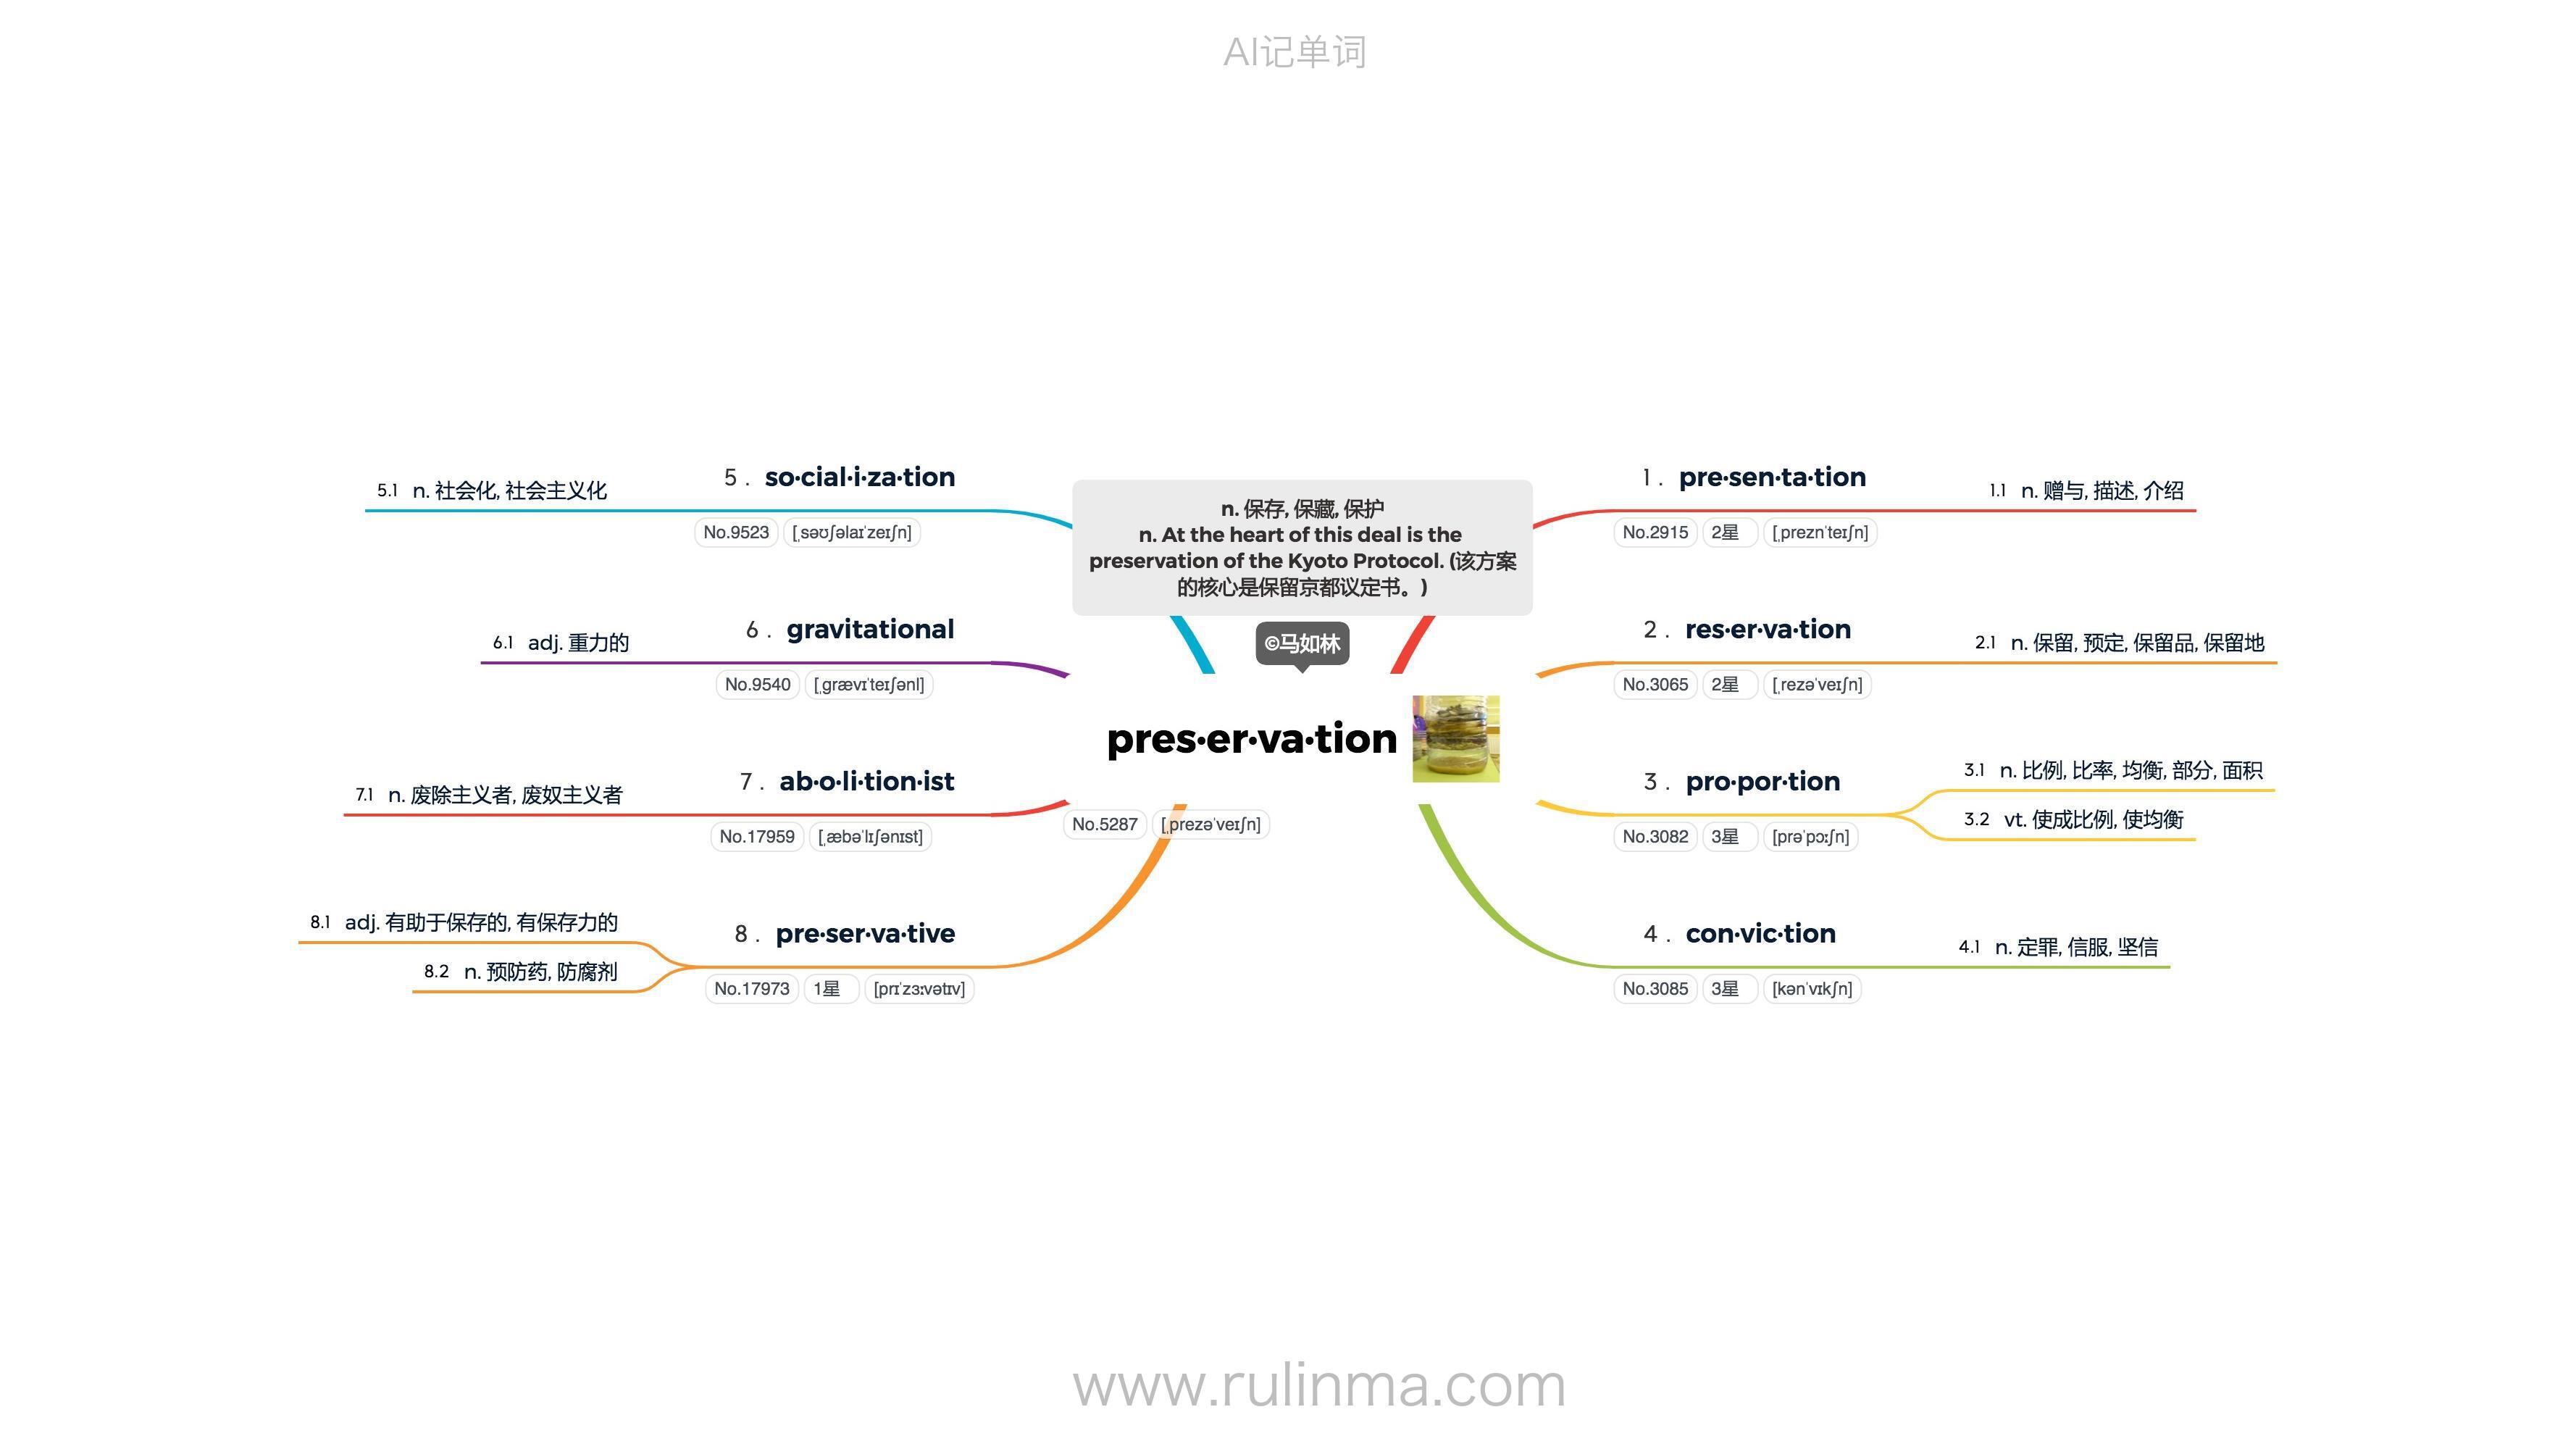 AI记单词
n. 保存, 保藏, 保护
n. At the heart of this deal is the
preservation of the Kyoto Protocol. (该方案
的核心是保留京都议定书。)
©马如林
pres·er·va·tion
No.5287 [ˌprezəˈveɪʃn]
1 . pre·sen·ta·tion
No.2915 2星 [ˌpreznˈteɪʃn]
1.1 n. 赠与, 描述, 介绍
2 . res·er·va·tion
No.3065 2星 [ˌrezəˈveɪʃn]
2.1 n. 保留, 预定, 保留品, 保留地
3 . pro·por·tion
No.3082 3星 [prəˈpɔːʃn]
3.1 n. 比例, 比率, 均衡, 部分, 面积
3.2 vt. 使成比例, 使均衡
4 . con·vic·tion
No.3085 3星 [kənˈvɪkʃn]
4.1 n. 定罪, 信服, 坚信
5 . so·cial·i·za·tion
No.9523 [ˌsəʊʃəlaɪˈzeɪʃn]
5.1 n. 社会化, 社会主义化
6 . gravitational
No.9540 [ˌɡrævɪˈteɪʃənl]
6.1 adj. 重力的
7 . ab·o·li·tion·ist
No.17959 [ˌæbəˈlɪʃənɪst]
7.1 n. 废除主义者, 废奴主义者
8 . pre·ser·va·tive
No.17973 1星 [prɪˈzɜːvətɪv]
8.1 adj. 有助于保存的, 有保存力的
8.2 n. 预防药, 防腐剂
www.rulinma.com